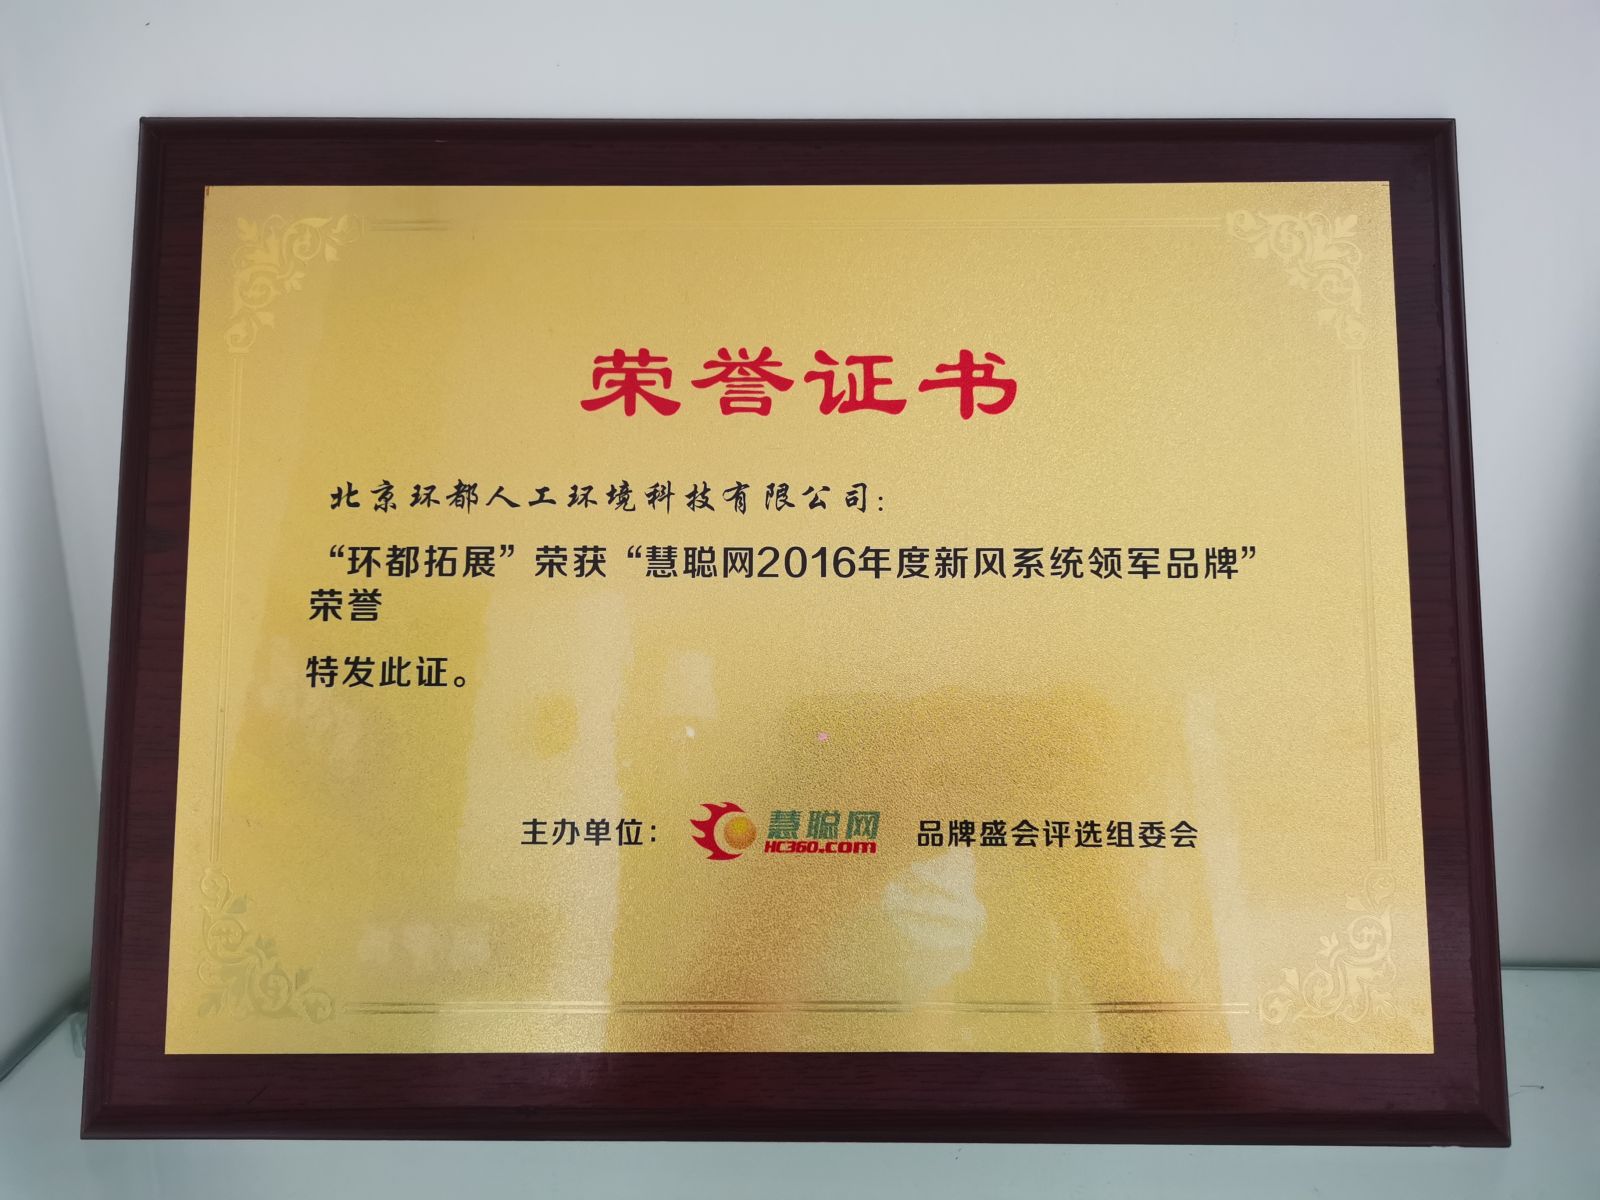 荣誉证书
北京环都人工环境科技有限公司：
“环都拓展”荣获“慧聪网2016年度新风系统领军品牌”
荣誉
特发此证。
主办单位： 慧聪网 品牌盛会评选组委会
HC360.com